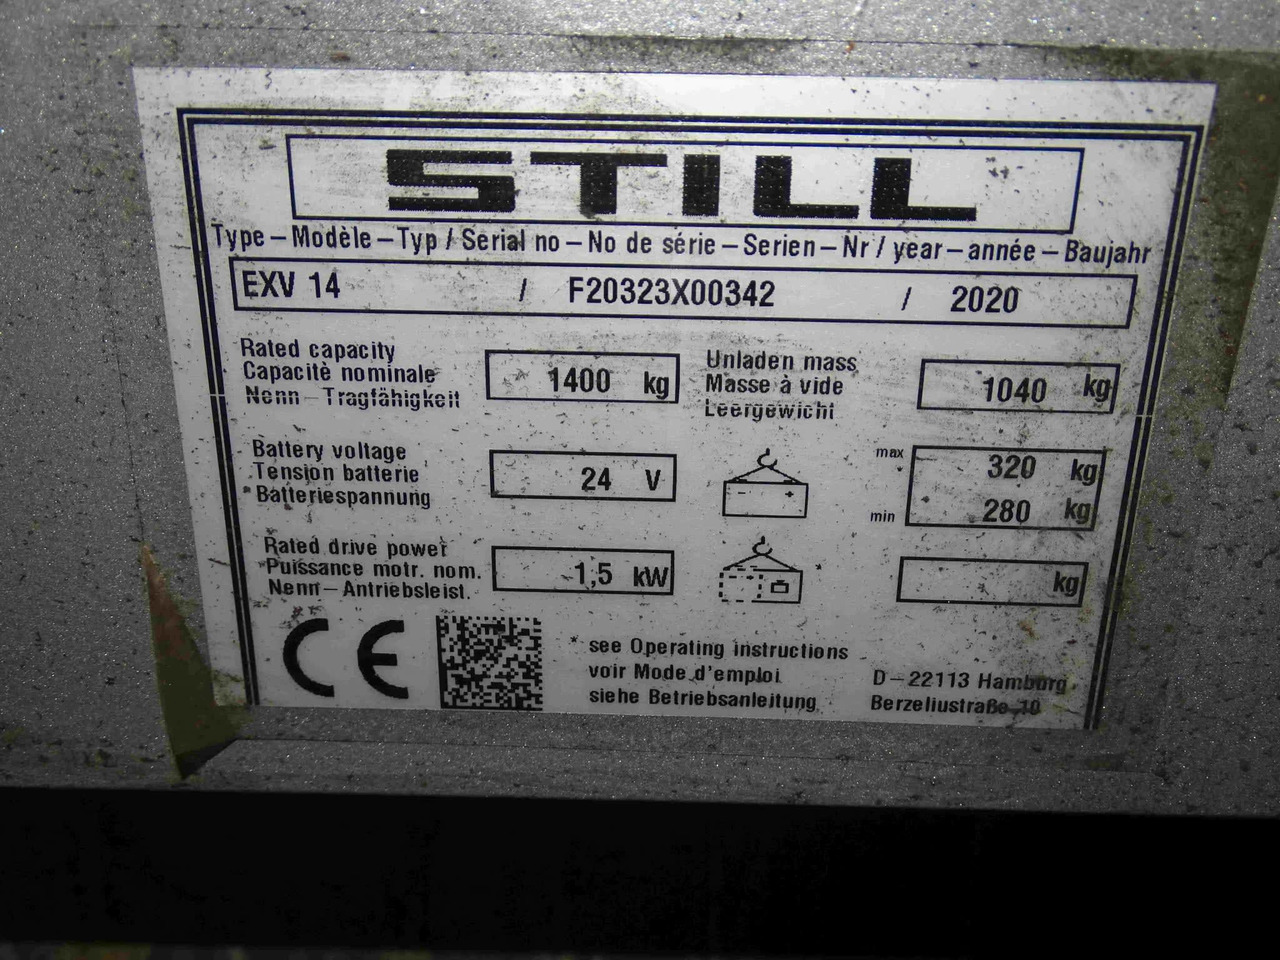 STILL
Type – Modèle – Typ / Serial no – No de série – Serien – Nr / year – année – Baujahr
EXV 14 / F20323X00342 / 2020
Rated capacity
Capacité nominale
Nenn – Tragfähigkeit
1400 kg
Unladen mass
Masse à vide
Leergewicht
1040 kg
Battery voltage
Tension batterie
Batteriespannung
24 V
max 320 kg
*
min 280 kg
Rated drive power
Puissance motr. nom.
Nenn – Antriebsleist.
1,5 kW
*
kg
CE
* see Operating instructions
voir Mode d'emploi
siehe Betriebsanleitung
D – 22113 Hamburg
Berzeliustraße 10